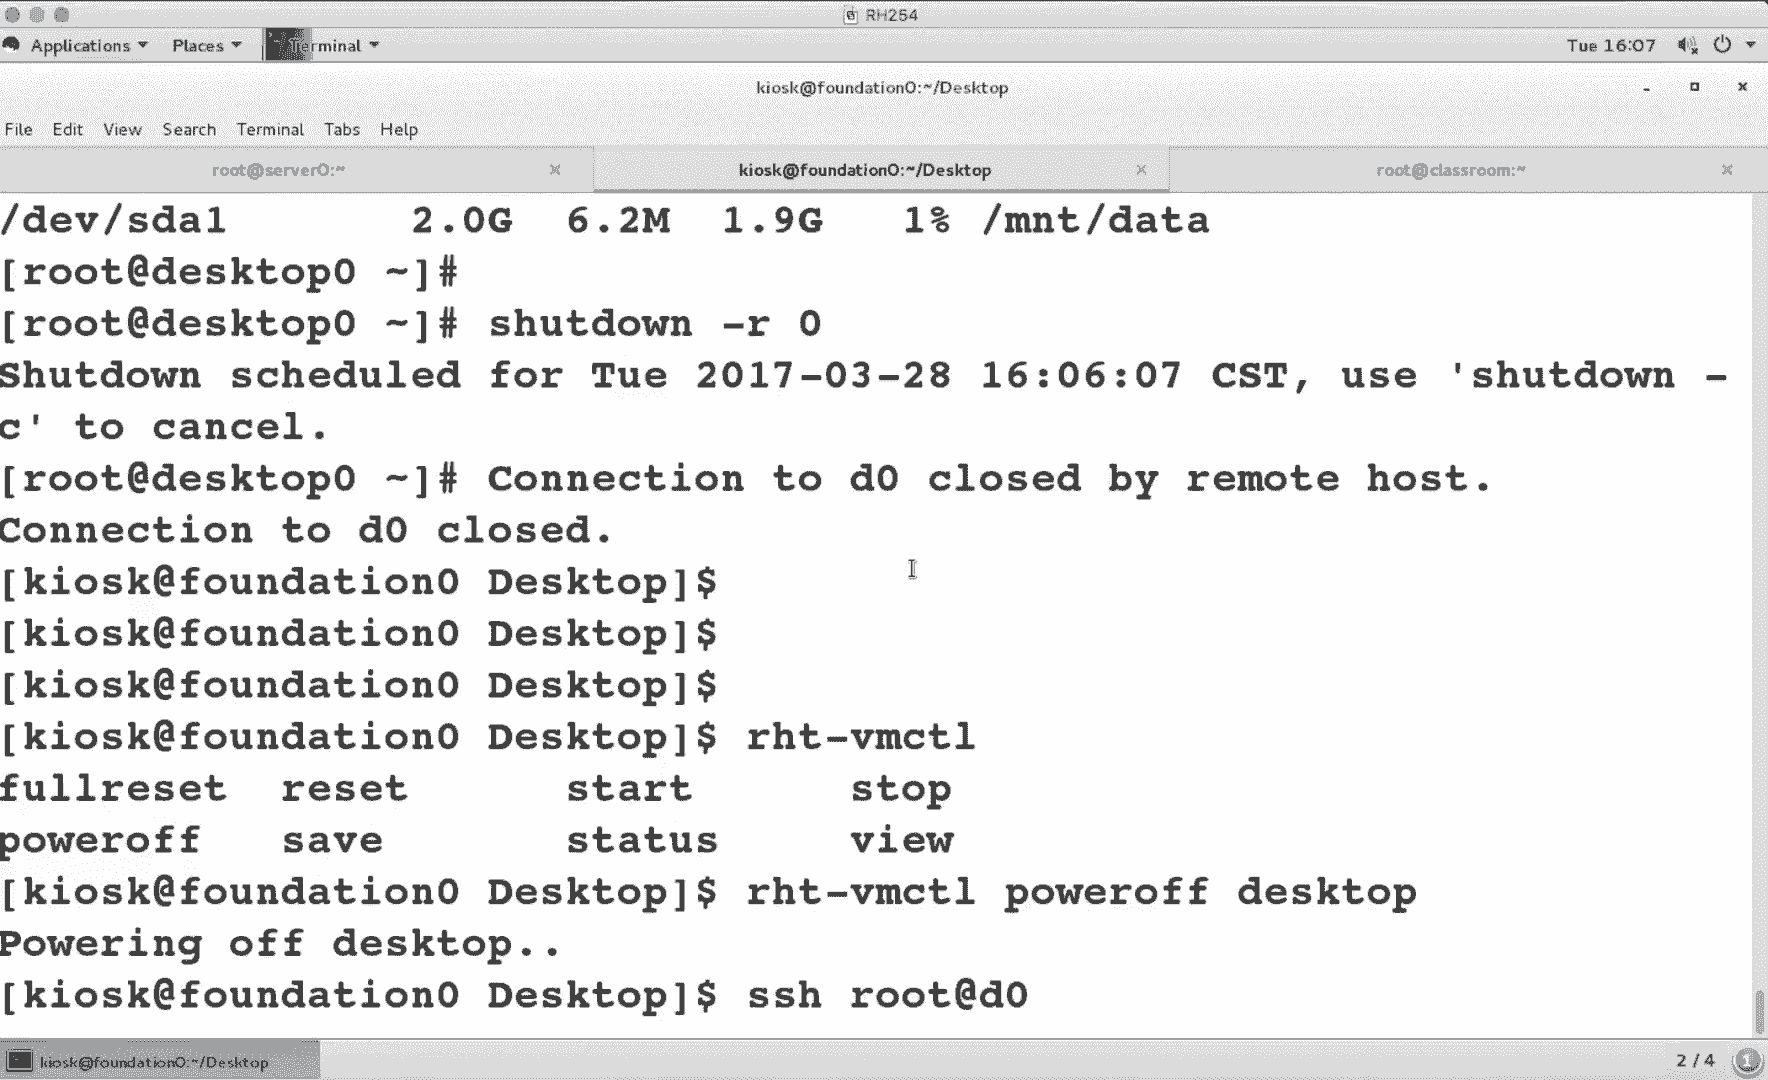 RH254
Applications Places Terminal Tue 16:07
kiosk@foundation0:~/Desktop
File Edit View Search Terminal Tabs Help
root@server0:~ kiosk@foundation0:~/Desktop root@classroom:~
/dev/sda1 2.0G 6.2M 1.9G 1% /mnt/data
[root@desktop0 ~]#
[root@desktop0 ~]# shutdown -r 0
Shutdown scheduled for Tue 2017-03-28 16:06:07 CST, use 'shutdown -
c' to cancel.
[root@desktop0 ~]# Connection to d0 closed by remote host.
Connection to d0 closed.
[kiosk@foundation0 Desktop]$
[kiosk@foundation0 Desktop]$
[kiosk@foundation0 Desktop]$
[kiosk@foundation0 Desktop]$ rht-vmctl
fullreset reset start stop
poweroff save status view
[kiosk@foundation0 Desktop]$ rht-vmctl poweroff desktop
Powering off desktop..
[kiosk@foundation0 Desktop]$ ssh root@d0
kiosk@foundation0:~/Desktop 2 / 4 1